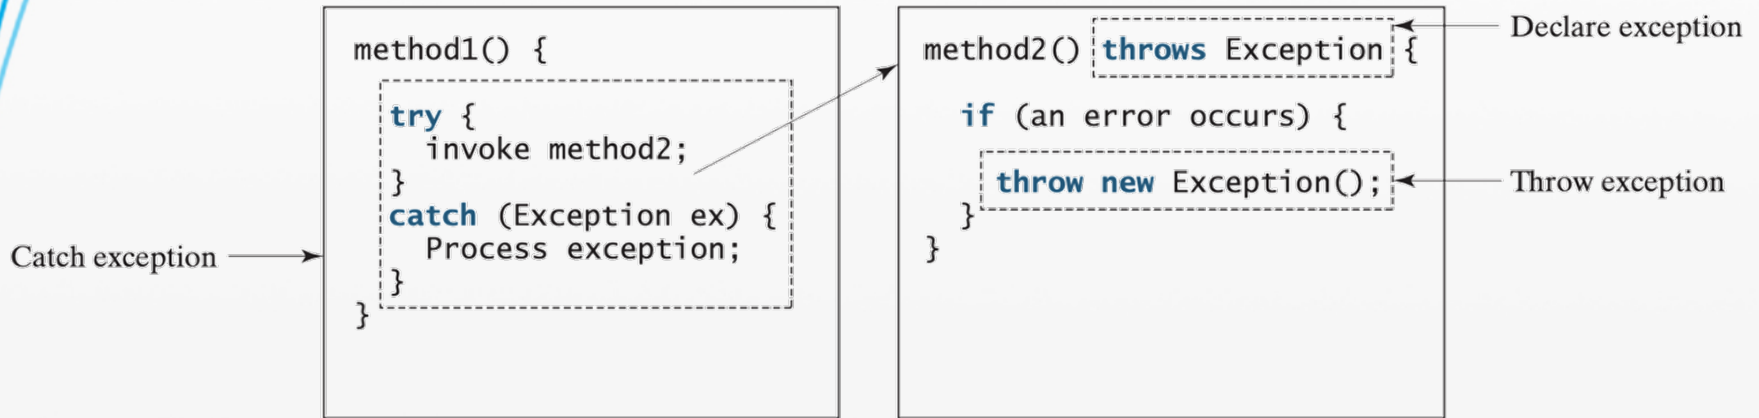 Catch exception
method1() {
try {
invoke method2;
}
catch (Exception ex) {
Process exception;
}
}
method2() throws Exception {
if (an error occurs) {
throw new Exception();
}
}
Declare exception
Throw exception